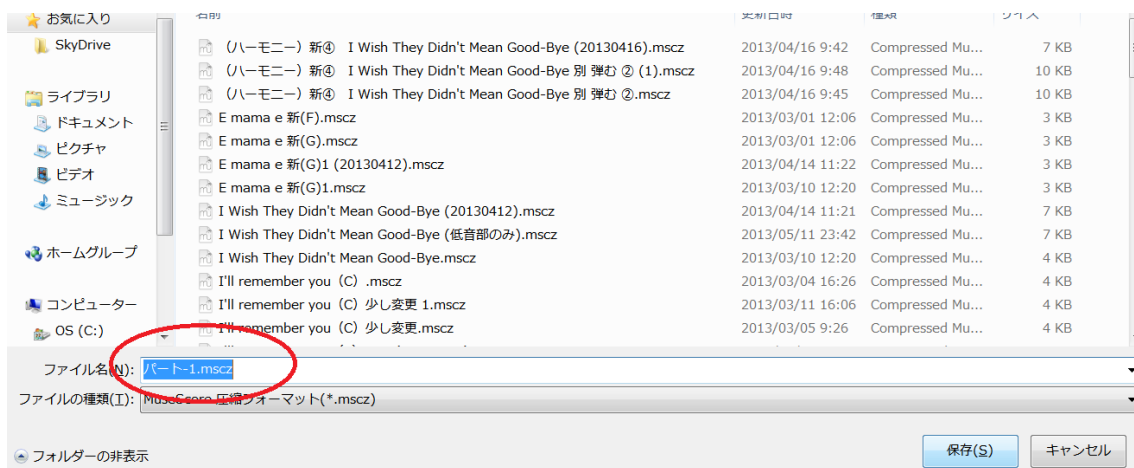 お気に入り 名前 更新日時 種類 サイズ
SkyDrive (ハーモニー) 新④ I Wish They Didn't Mean Good-Bye (20130416).mscz 2013/04/16 9:42 Compressed Mu... 7 KB
(ハーモニー) 新④ I Wish They Didn't Mean Good-Bye 別 弾む ② (1).mscz 2013/04/16 9:48 Compressed Mu... 10 KB
ライブラリ (ハーモニー) 新④ I Wish They Didn't Mean Good-Bye 別 弾む ②.mscz 2013/04/16 9:45 Compressed Mu... 10 KB
ドキュメント E mama e 新(F).mscz 2013/03/01 12:06 Compressed Mu... 3 KB
ピクチャ E mama e 新(G).mscz 2013/03/01 12:06 Compressed Mu... 3 KB
ビデオ E mama e 新(G)1 (20130412).mscz 2013/04/14 11:22 Compressed Mu... 3 KB
ミュージック E mama e 新(G)1.mscz 2013/03/10 12:20 Compressed Mu... 3 KB
I Wish They Didn't Mean Good-Bye (20130412).mscz 2013/04/14 11:21 Compressed Mu... 7 KB
I Wish They Didn't Mean Good-Bye (低音部のみ).mscz 2013/05/11 23:42 Compressed Mu... 7 KB
ホームグループ I Wish They Didn't Mean Good-Bye.mscz 2013/03/10 12:20 Compressed Mu... 4 KB
I'll remember you (C) .mscz 2013/03/04 16:26 Compressed Mu... 4 KB
コンピューター I'll remember you (C) 少し変更 1.mscz 2013/03/11 16:06 Compressed Mu... 4 KB
OS (C:) I'll remember you (C) 少し変更.mscz 2013/03/05 9:26 Compressed Mu... 4 KB
ファイル名(N): パート-1.mscz
ファイルの種類(T): MuseScore 圧縮フォーマット(*.mscz)
フォルダーの非表示 保存(S) キャンセル